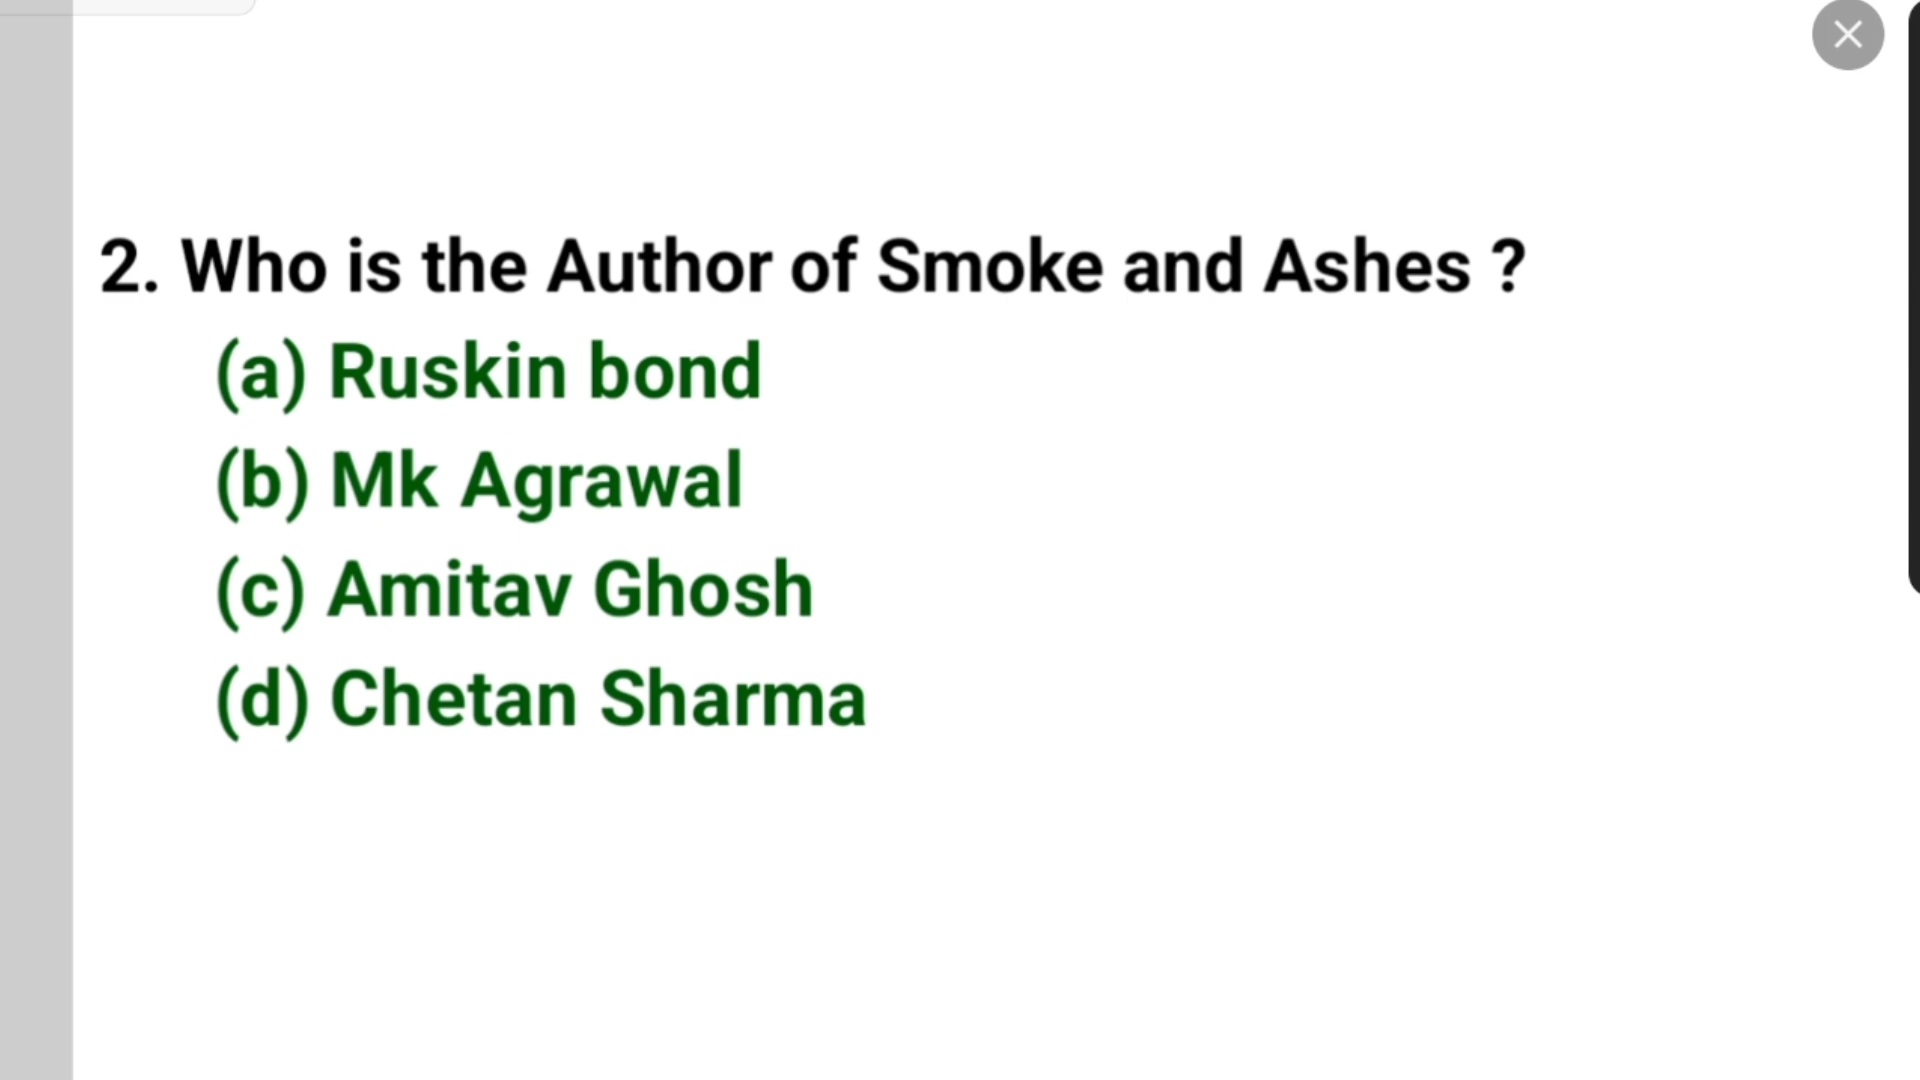 2. Who is the Author of Smoke and Ashes ?
(a) Ruskin bond
(b) Mk Agrawal
(c) Amitav Ghosh
(d) Chetan Sharma